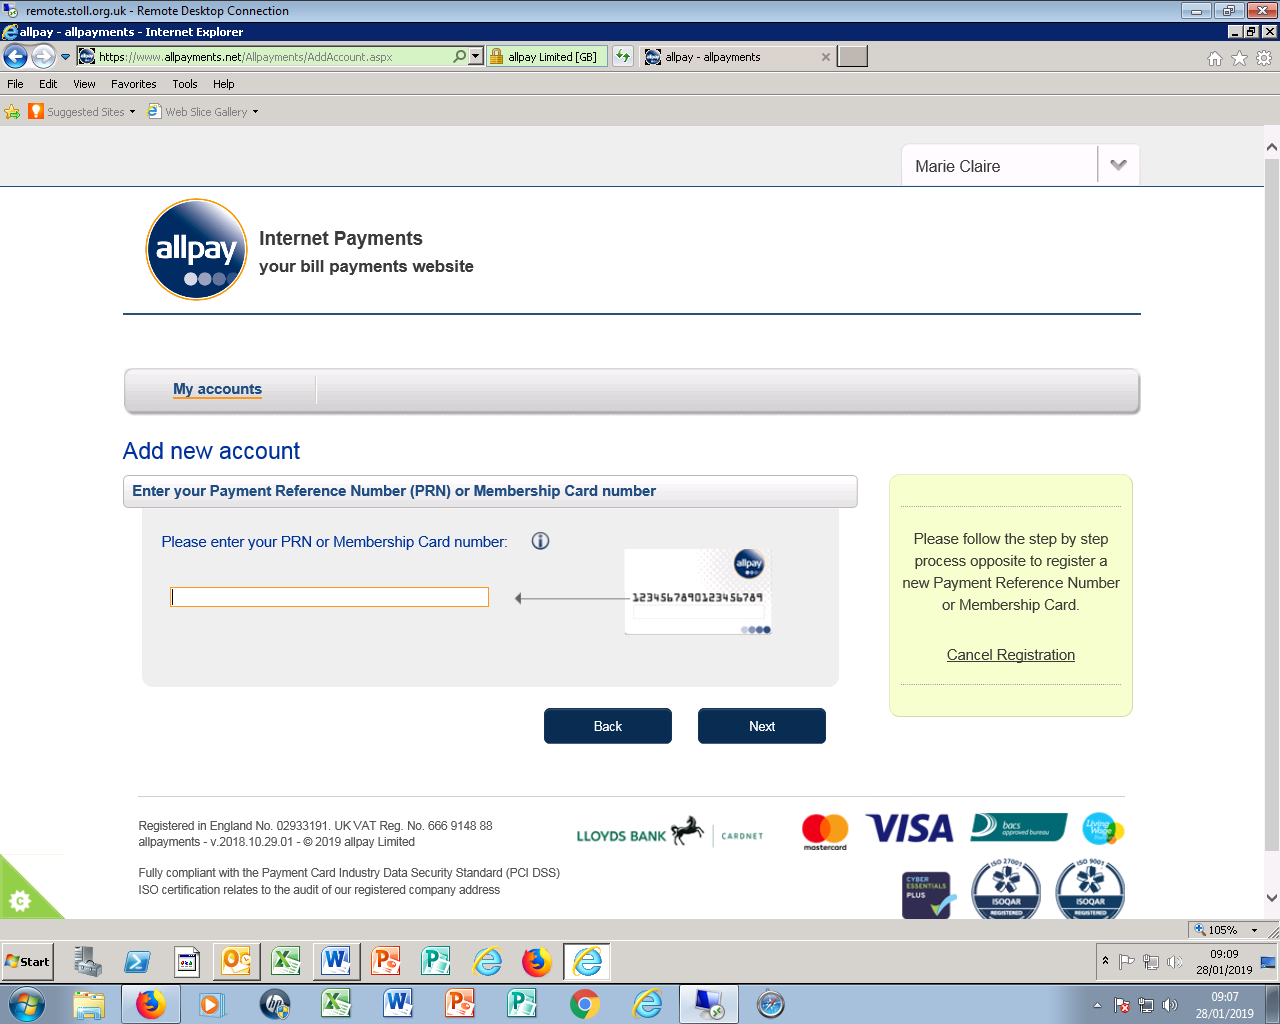 remote.stoll.org.uk - Remote Desktop Connection
allpay - allpayments - Internet Explorer
https://www.allpayments.net/Allpayments/AddAccount.aspx
allpay Limited [GB]
allpay - allpayments
File Edit View Favorites Tools Help
Suggested Sites
Web Slice Gallery
Marie Claire
allpay
Internet Payments
your bill payments website
My accounts
Add new account
Enter your Payment Reference Number (PRN) or Membership Card number
Please enter your PRN or Membership Card number:
allpay
1234567890123456789
Please follow the step by step
process opposite to register a
new Payment Reference Number
or Membership Card.
Cancel Registration
Back
Next
Registered in England No. 02933191. UK VAT Reg. No. 666 9148 88
allpayments - v.2018.10.29.01 - © 2019 allpay Limited
Fully compliant with the Payment Card Industry Data Security Standard (PCI DSS)
ISO certification relates to the audit of our registered company address
LLOYDS BANK
CARDNET
mastercard
VISA
bacs
approved bureau
Living
Wage
CYBER
ESSENTIALS
PLUS
ISO 27001
ISOQAR
REGISTERED
ISO 9001
ISOQAR
REGISTERED
105%
Start
09:09
28/01/2019
09:07
28/01/2019